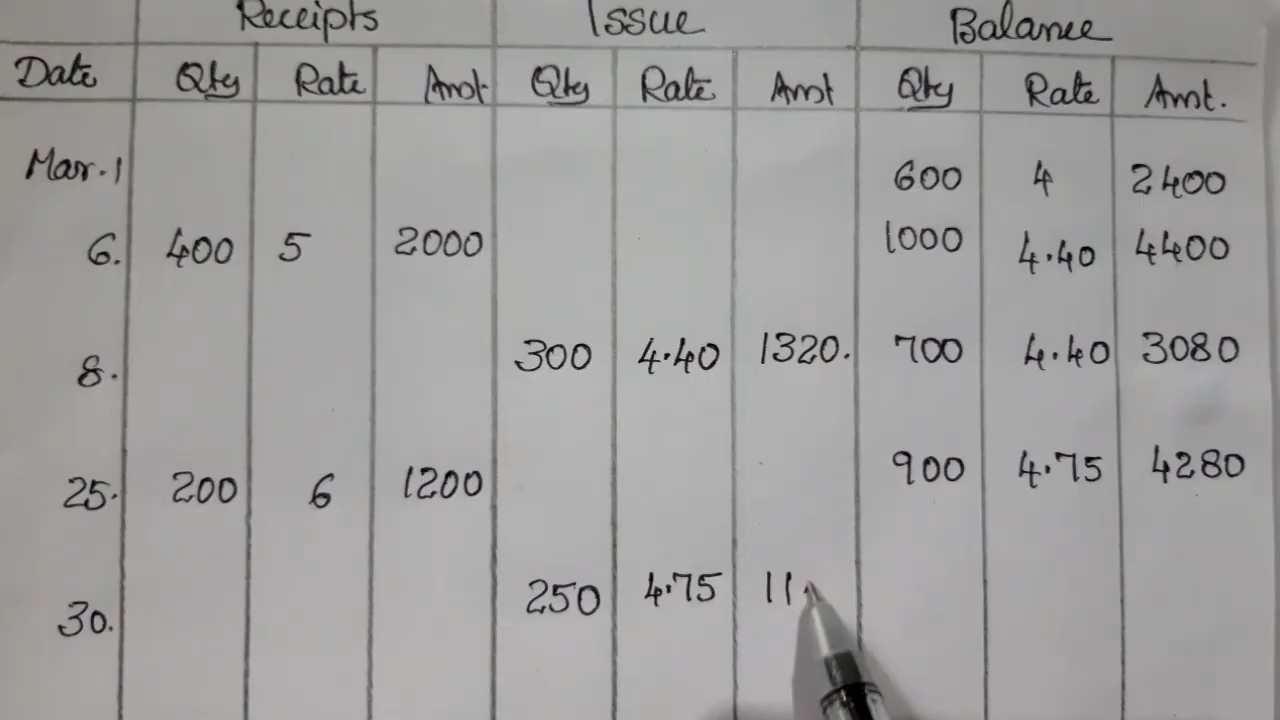 Receipts Issue Balance
Date Qty Rate Amt Qty Rate Amt Qty Rate Amt.
Mar. 1 600 4 2400
6. 400 5 2000 1000 4.40 4400
8. 300 4.40 1320. 700 4.40 3080
25. 200 6 1200 900 4.75 4280
30. 250 4.75 11